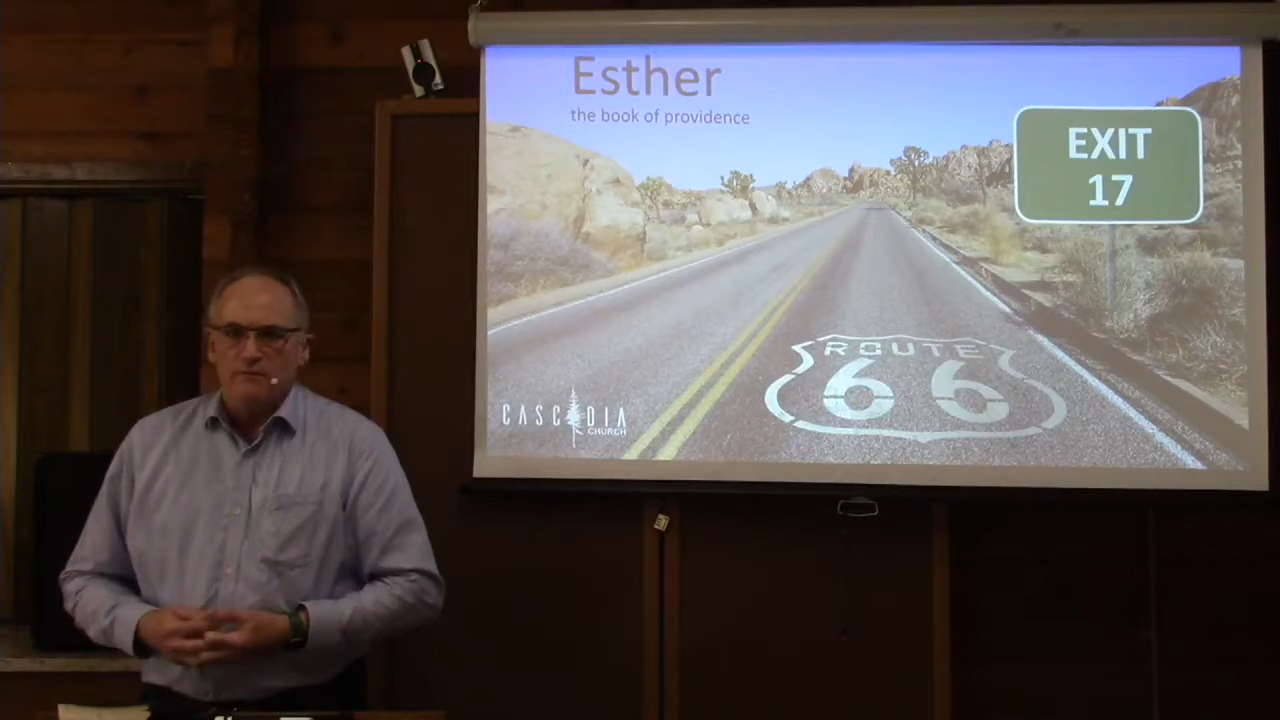 Esther
the book of providence
EXIT
17
ROUTE
66
CASCADIA
CHURCH